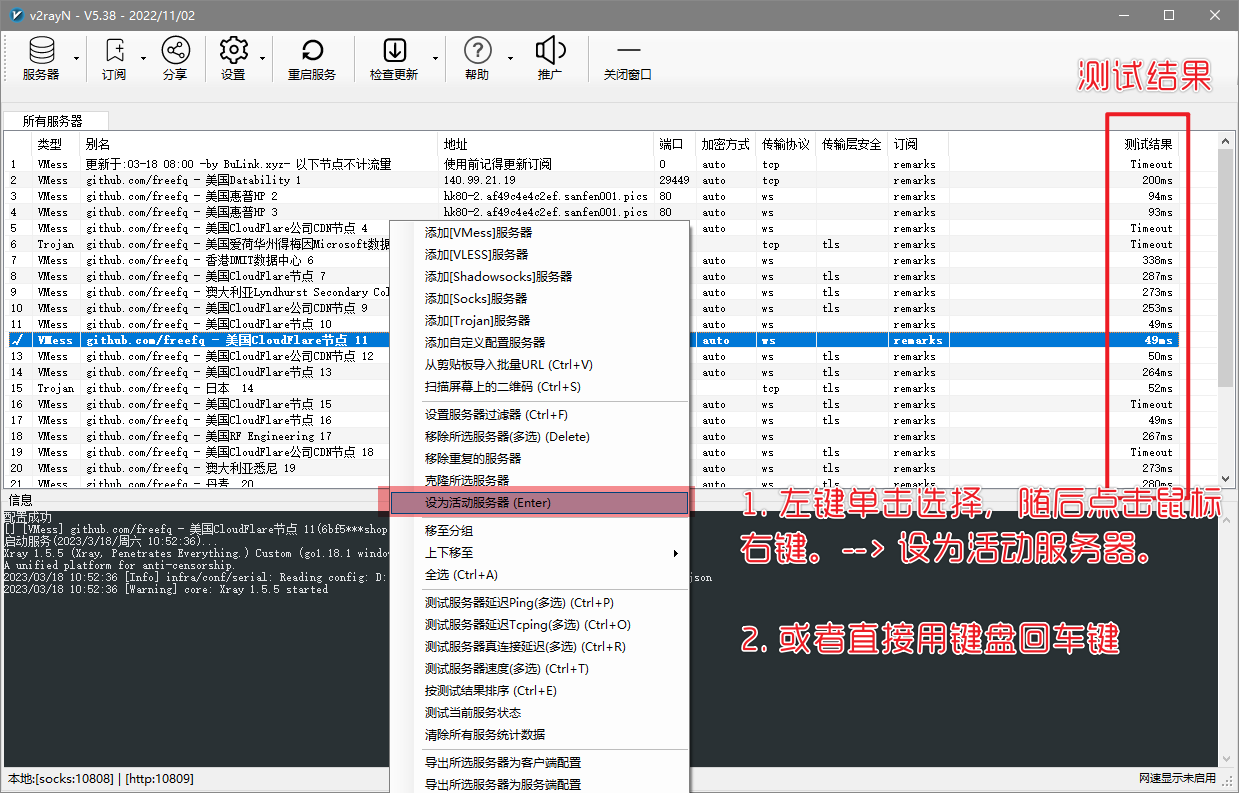 v2rayN - V5.38 - 2022/11/02
服务器 订阅 分享 设置 重启服务 检查更新 帮助 推广 关闭窗口
测试结果
所有服务器
类型 别名 地址 端口 加密方式 传输协议 传输层安全 订阅 测试结果
1 VMess 更新于:03-18 08:00 -by BuLink.xyz- 以下节点不计流量 使用前记得更新订阅 0 auto tcp remarks Timeout
2 VMess github.com/freefq - 美国Datability 1 140.99.21.19 29449 auto tcp remarks 200ms
3 VMess github.com/freefq - 美国惠普HP 2 hk80-2.af49c4e4c2ef.sanfen001.pics 80 auto ws remarks 94ms
4 VMess github.com/freefq - 美国惠普HP 3 hk80-2.af49c4e4c2ef.sanfen001.pics 80 auto ws remarks 93ms
5 VMess github.com/freefq - 美国CloudFlare公司CDN节点 4 auto ws remarks Timeout
6 Trojan github.com/freefq - 美国爱荷华州得梅因Microsoft数据 tcp tls remarks Timeout
7 VMess github.com/freefq - 香港DMIT数据中心 6 auto ws remarks 338ms
8 VMess github.com/freefq - 美国CloudFlare节点 7 auto ws tls remarks 287ms
9 VMess github.com/freefq - 澳大利亚Lyndhurst Secondary Col auto ws tls remarks 273ms
10 VMess github.com/freefq - 美国CloudFlare公司CDN节点 9 auto ws tls remarks 253ms
11 VMess github.com/freefq - 美国CloudFlare节点 10 auto ws remarks 49ms
✓ VMess github.com/freefq - 美国CloudFlare节点 11 auto ws remarks 49ms
13 VMess github.com/freefq - 美国CloudFlare公司CDN节点 12 auto ws tls remarks 50ms
14 VMess github.com/freefq - 美国CloudFlare节点 13 auto ws tls remarks 264ms
15 Trojan github.com/freefq - 日本 14 tcp tls remarks 52ms
16 VMess github.com/freefq - 美国CloudFlare节点 15 auto ws tls remarks Timeout
17 VMess github.com/freefq - 美国CloudFlare节点 16 auto ws tls remarks 49ms
18 VMess github.com/freefq - 美国RF Engineering 17 auto ws remarks 267ms
19 VMess github.com/freefq - 美国CloudFlare公司CDN节点 18 auto ws tls remarks Timeout
20 VMess github.com/freefq - 澳大利亚悉尼 19 auto ws tls remarks 273ms
21 VMess github.com/freefq - 丹麦 20 auto ws tls remarks 280ms
添加[VMess]服务器
添加[VLESS]服务器
添加[Shadowsocks]服务器
添加[Socks]服务器
添加[Trojan]服务器
添加自定义配置服务器
从剪贴板导入批量URL (Ctrl+V)
扫描屏幕上的二维码 (Ctrl+S)
设置服务器过滤器 (Ctrl+F)
移除所选服务器(多选) (Delete)
移除重复的服务器
克隆所选服务器
设为活动服务器 (Enter)
移至分组
上下移至
全选 (Ctrl+A)
测试服务器延迟Ping(多选) (Ctrl+P)
测试服务器延迟Tcping(多选) (Ctrl+O)
测试服务器真连接延迟(多选) (Ctrl+R)
测试服务器速度(多选) (Ctrl+T)
按测试结果排序 (Ctrl+E)
测试当前服务状态
清除所有服务统计数据
导出所选服务器为客户端配置
导出所选服务器为服务端配置
1. 左键单击选择，随后点击鼠标
右键。--> 设为活动服务器。
2. 或者直接用键盘回车键
信息
配置成功
[] [VMess] github.com/freefq - 美国CloudFlare节点 11(6bf5***shop
启动服务(2023/3/18/周六 10:52:36)...
Xray 1.5.5 (Xray, Penetrates Everything.) Custom (go1.18.1 window
A unified platform for anti-censorship.
2023/03/18 10:52:36 [Info] infra/conf/serial: Reading config: D: json
2023/03/18 10:52:36 [Warning] core: Xray 1.5.5 started
本地:[socks:10808] | [http:10809]
网速显示未启用